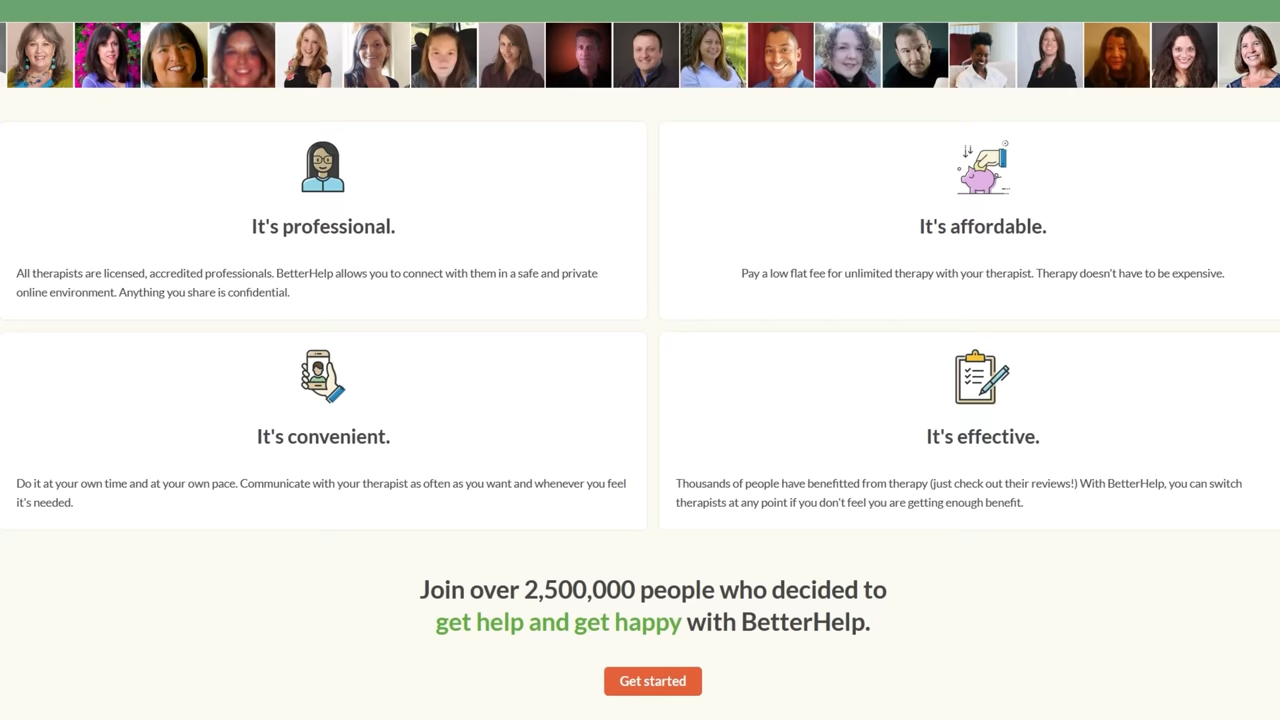 It's professional.
All therapists are licensed, accredited professionals. BetterHelp allows you to connect with them in a safe and private
online environment. Anything you share is confidential.
It's affordable.
Pay a low flat fee for unlimited therapy with your therapist. Therapy doesn't have to be expensive.
It's convenient.
Do it at your own time and at your own pace. Communicate with your therapist as often as you want and whenever you feel
it's needed.
It's effective.
Thousands of people have benefitted from therapy (just check out their reviews!) With BetterHelp, you can switch
therapists at any point if you don't feel you are getting enough benefit.
Join over 2,500,000 people who decided to
get help and get happy with BetterHelp.
Get started